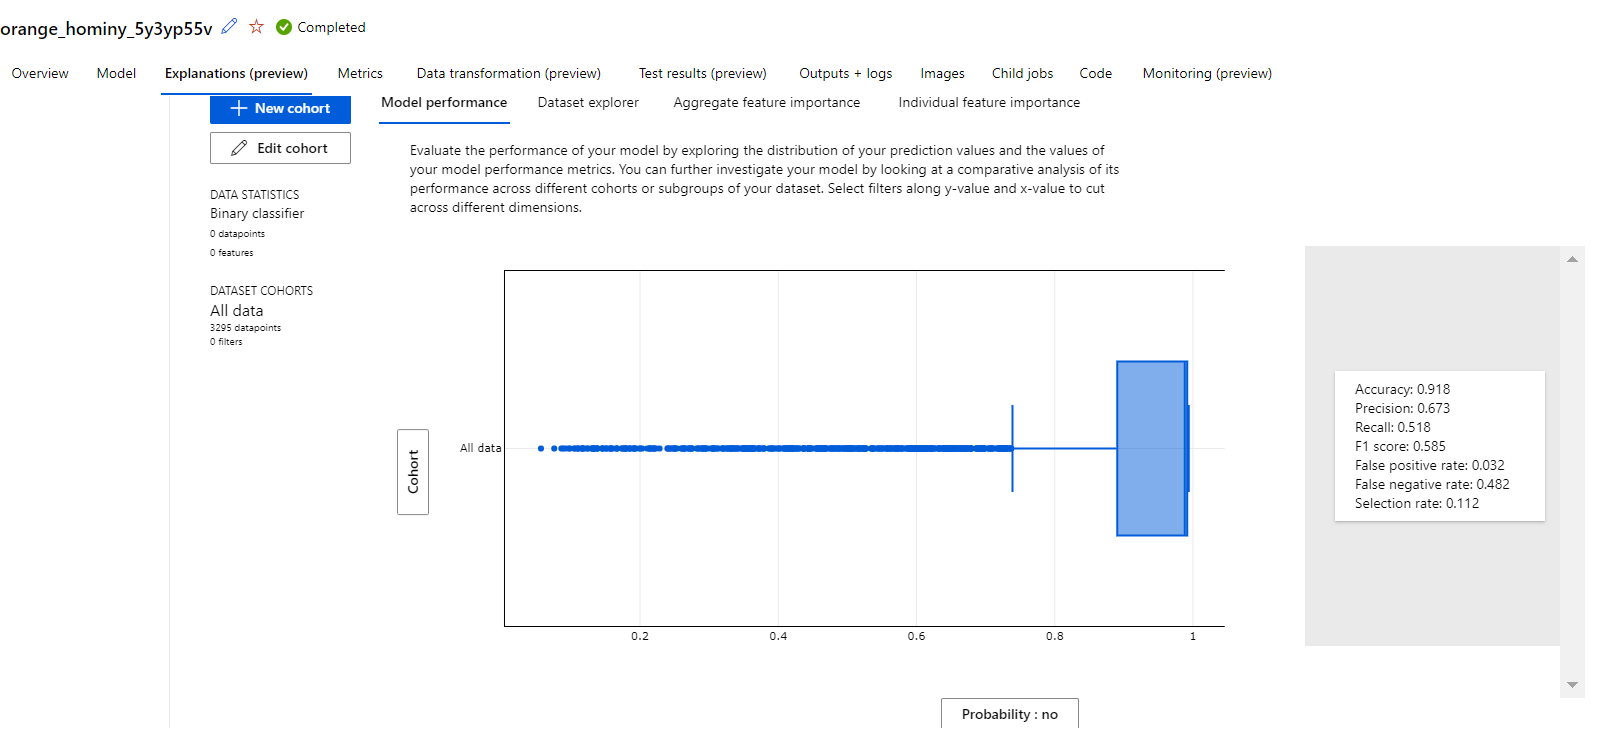 orange_hominy_5y3yp55v Completed
Overview Model Explanations (preview) Metrics Data transformation (preview) Test results (preview) Outputs + logs Images Child jobs Code Monitoring (preview)
New cohort
Edit cohort
DATA STATISTICS
Binary classifier
0 datapoints
0 features
DATASET COHORTS
All data
3295 datapoints
0 filters
Model performance Dataset explorer Aggregate feature importance Individual feature importance
Evaluate the performance of your model by exploring the distribution of your prediction values and the values of
your model performance metrics. You can further investigate your model by looking at a comparative analysis of its
performance across different cohorts or subgroups of your dataset. Select filters along y-value and x-value to cut
across different dimensions.
Cohort
All data
0.2 0.4 0.6 0.8 1
Probability : no
Accuracy: 0.918
Precision: 0.673
Recall: 0.518
F1 score: 0.585
False positive rate: 0.032
False negative rate: 0.482
Selection rate: 0.112